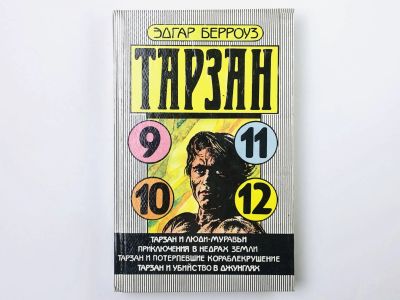 ЭДГАР БЕРРОУЗ
ТАРЗАН
9
11
10
12
ТАРЗАН И ЛЮДИ-МУРАВЬИ
ПРИКЛЮЧЕНИЯ В НЕДРАХ ЗЕМЛИ
ТАРЗАН И ПОТЕРПЕВШИЕ КОРАБЛЕКРУШЕНИЕ
ТАРЗАН И УБИЙСТВО В ДЖУНГЛЯХ